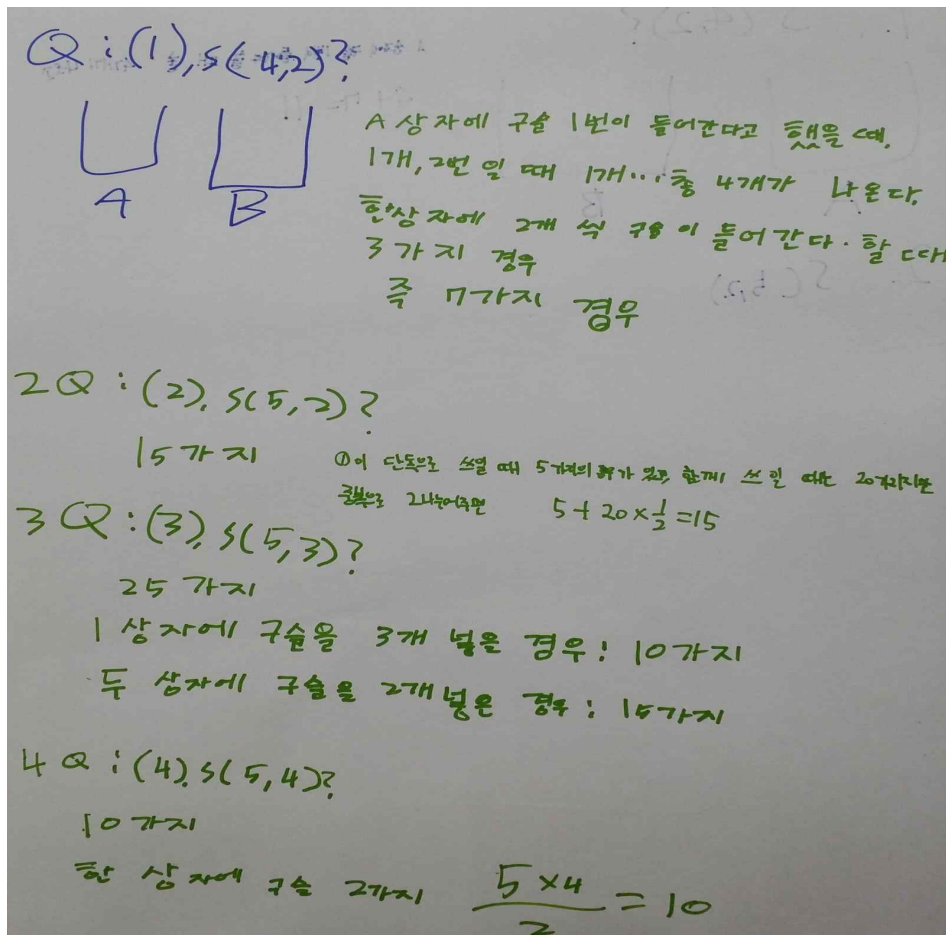 Q : (1), S(4,2)?
A B
A 상자에 구슬 1번이 들어간다고 했을 때,
1개, 2번 일 때 1개... 총 4개가 나온다.
한상자에 2개 씩 구슬이 들어 간다. 할 때
3가지 경우
즉 7가지 경우
2Q : (2). S(5,2)?
15가지
①이 단독으로 쓰일 때 5가지의 경우가 있고, 함께 쓰일 때는 20가지지만
중복으로 2나누어주면 5+20×1/2=15
3Q : (3), S(5,3)?
25가지
1 상자에 구슬을 3개 넣을 경우 : 10가지
두 상자에 구슬을 2개 넣은 경우 : 15가지
4Q : (4). S(5,4)?
10가지
한 상자에 구슬 2가지 5×4/2 = 10